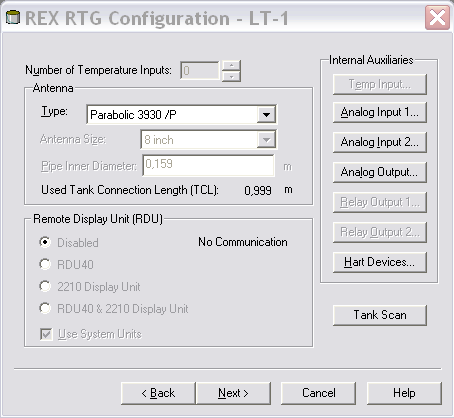 REX RTG Configuration - LT-1
Number of Temperature Inputs: 0
Antenna
Type: Parabolic 3930 /P
Antenna Size: 8 inch
Pipe Inner Diameter: 0,159 m
Used Tank Connection Length (TCL): 0,999 m
Remote Display Unit (RDU)
Disabled No Communication
RDU40
2210 Display Unit
RDU40 & 2210 Display Unit
Use System Units
Internal Auxiliaries
Temp Input...
Analog Input 1...
Analog Input 2...
Analog Output...
Relay Output 1...
Relay Output 2...
Hart Devices...
Tank Scan
< Back Next > Cancel Help